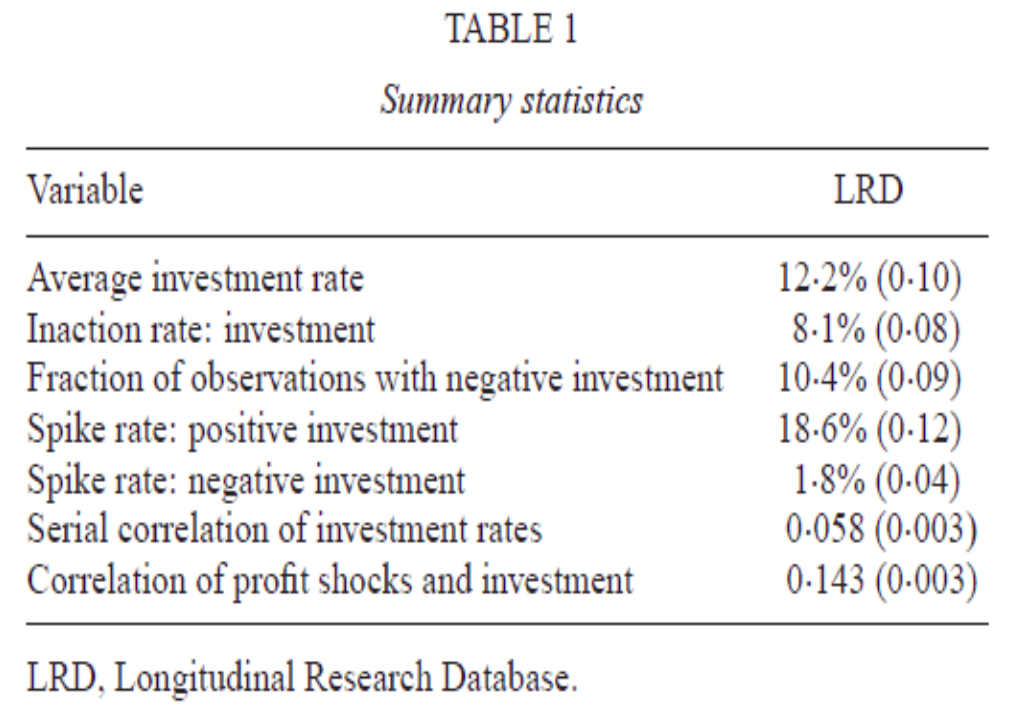 TABLE 1
Summary statistics
Variable LRD
Average investment rate 12·2% (0·10)
Inaction rate: investment 8·1% (0·08)
Fraction of observations with negative investment 10·4% (0·09)
Spike rate: positive investment 18·6% (0·12)
Spike rate: negative investment 1·8% (0·04)
Serial correlation of investment rates 0·058 (0·003)
Correlation of profit shocks and investment 0·143 (0·003)
LRD, Longitudinal Research Database.